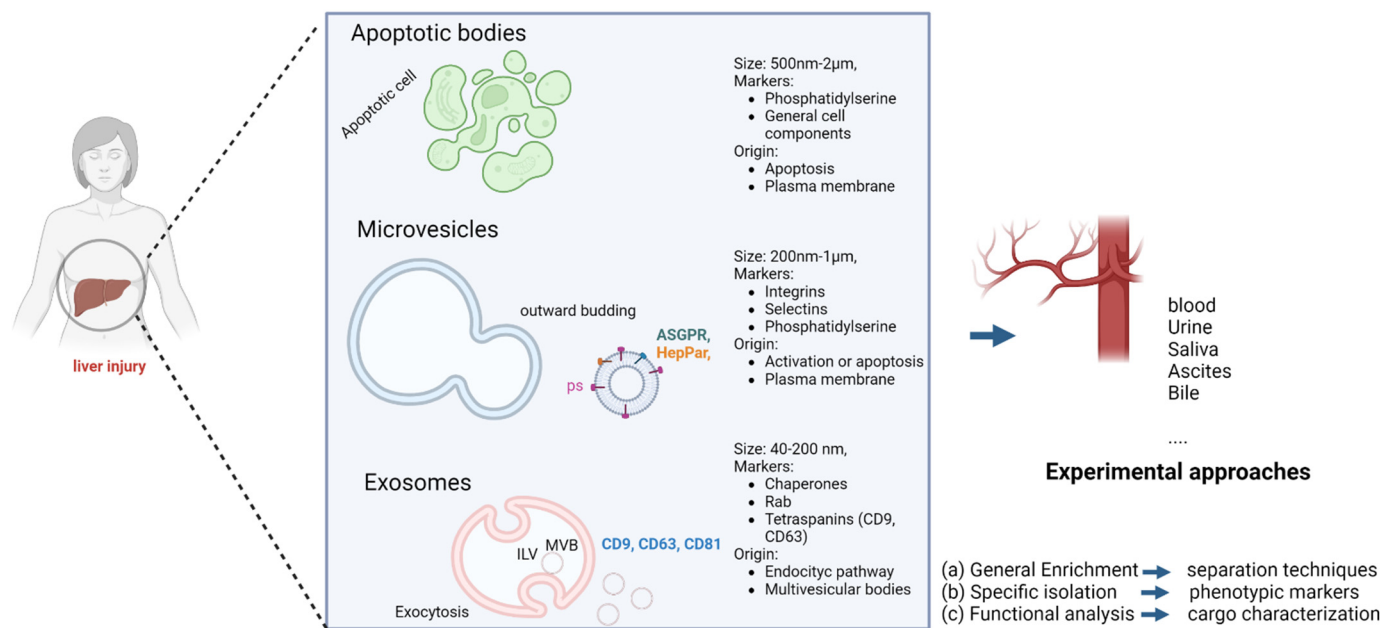 liver injury
Apoptotic bodies
Apoptotic cell
Size: 500nm-2μm,
Markers:
• Phosphatidylserine
• General cell
components
Origin:
• Apoptosis
• Plasma membrane
Microvesicles
outward budding
ASGPR,
HepPar,
ps
Size: 200nm-1μm,
Markers:
• Integrins
• Selectins
• Phosphatidylserine
Origin:
• Activation or apoptosis
• Plasma membrane
Exosomes
ILV
MVB
CD9, CD63, CD81
Exocytosis
Size: 40-200 nm,
Markers:
• Chaperones
• Rab
• Tetraspanins (CD9,
CD63)
Origin:
• Endocityc pathway
• Multivesicular bodies
blood
Urine
Saliva
Ascites
Bile
....
Experimental approaches
(a) General Enrichment separation techniques
(b) Specific isolation phenotypic markers
(c) Functional analysis cargo characterization